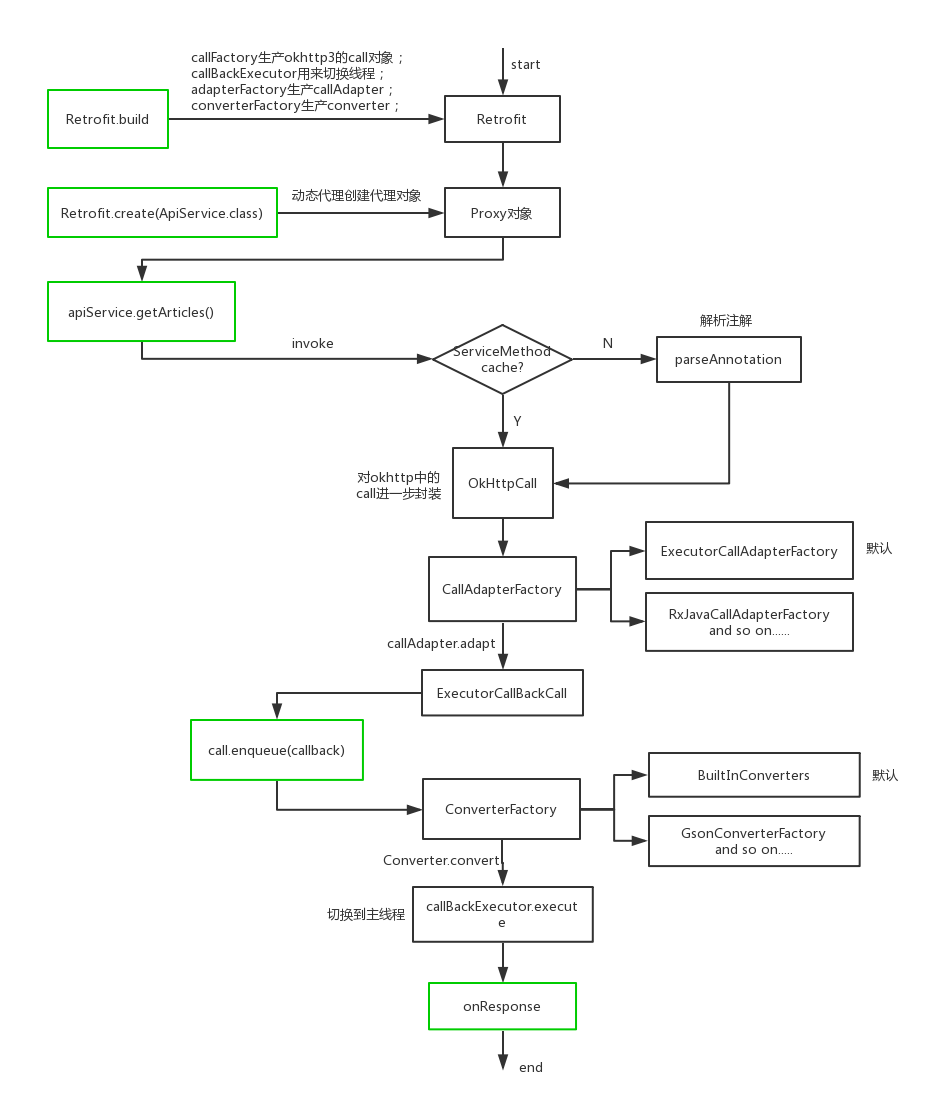 callFactory生产okhttp3的call对象；
callBackExecutor用来切换线程；
adapterFactory生产callAdapter；
converterFactory生产converter；
start
Retrofit.build
Retrofit
Retrofit.create(ApiService.class)
动态代理创建代理对象
Proxy对象
apiService.getArticles()
invoke
ServiceMethod
cache?
N
解析注解
parseAnnotation
Y
对okhttp中的
call进一步封装
OkHttpCall
CallAdapterFactory
ExecutorCallAdapterFactory
默认
RxJavaCallAdapterFactory
and so on......
callAdapter.adapt
ExecutorCallBackCall
call.enqueue(callback)
ConverterFactory
BuiltInConverters
默认
GsonConverterFactory
and so on.....
Converter.convert
切换到主线程
callBackExecutor.execut
e
onResponse
end